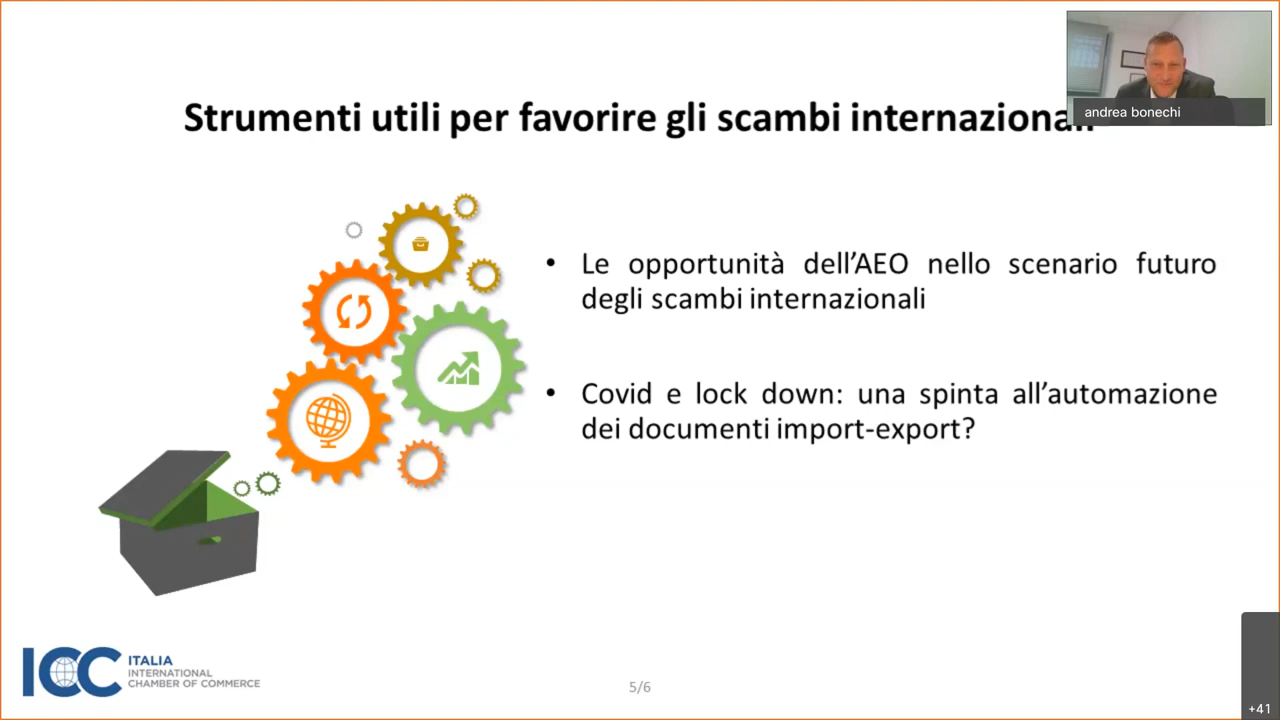 Strumenti utili per favorire gli scambi internazionali
andrea bonechi
• Le opportunità dell’AEO nello scenario futuro
degli scambi internazionali
• Covid e lock down: una spinta all’automazione
dei documenti import-export?
ICC ITALIA
INTERNATIONAL
CHAMBER OF COMMERCE
5/6
+41